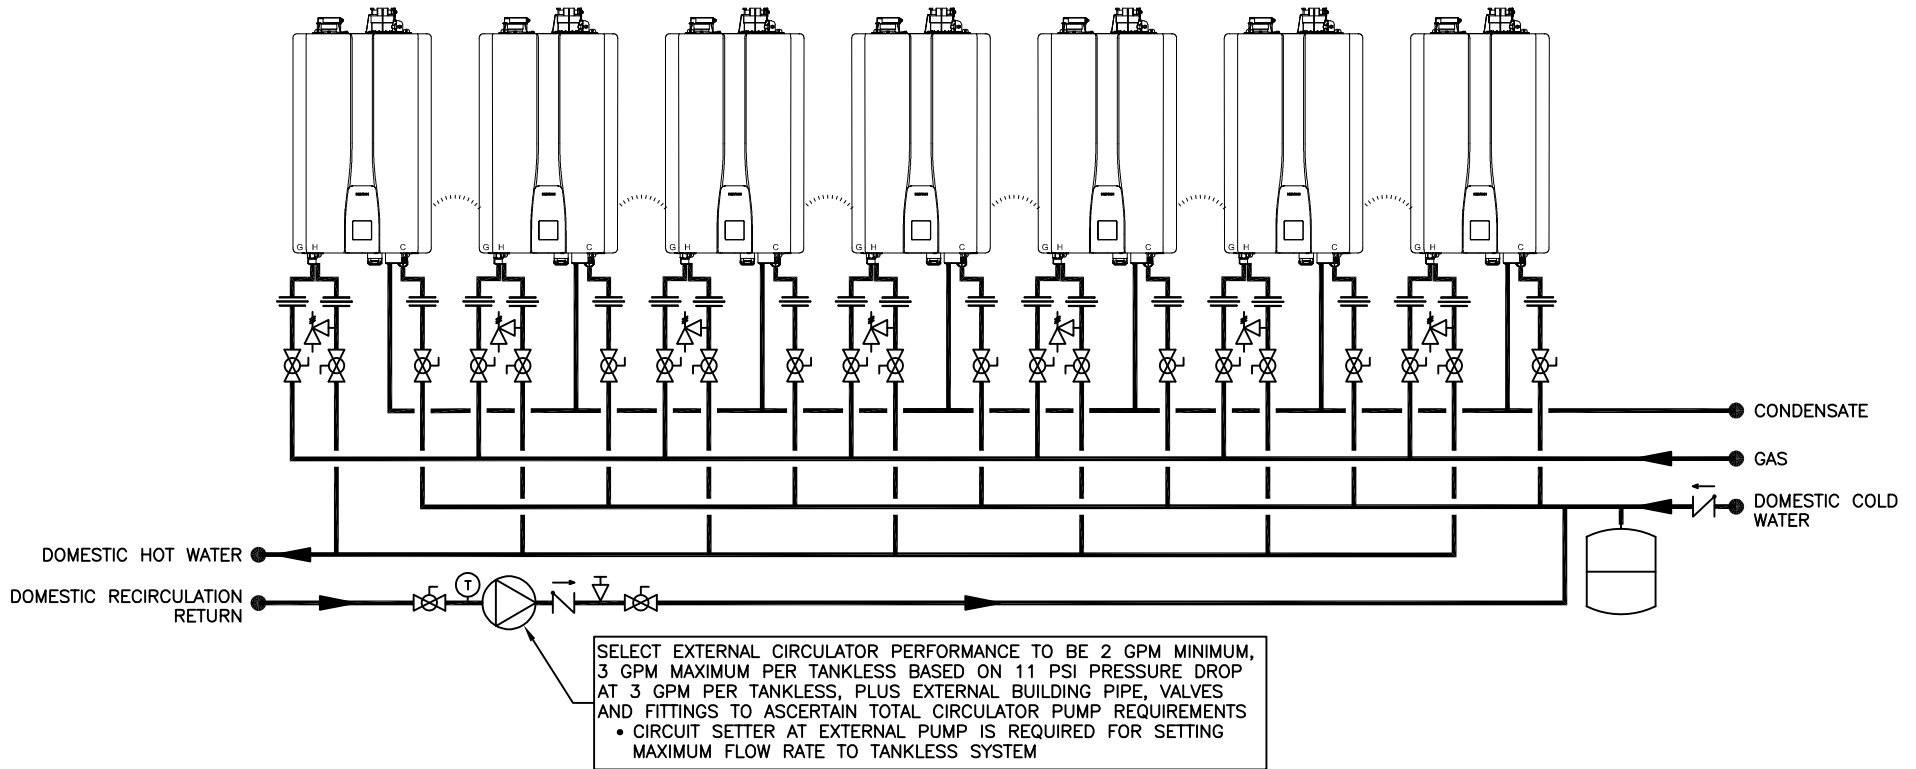 G H C
G H C
G H C
G H C
G H C
G H C
G H C
CONDENSATE
GAS
DOMESTIC COLD
WATER
DOMESTIC HOT WATER
DOMESTIC RECIRCULATION
RETURN
T
SELECT EXTERNAL CIRCULATOR PERFORMANCE TO BE 2 GPM MINIMUM,
3 GPM MAXIMUM PER TANKLESS BASED ON 11 PSI PRESSURE DROP
AT 3 GPM PER TANKLESS, PLUS EXTERNAL BUILDING PIPE, VALVES
AND FITTINGS TO ASCERTAIN TOTAL CIRCULATOR PUMP REQUIREMENTS
• CIRCUIT SETTER AT EXTERNAL PUMP IS REQUIRED FOR SETTING
MAXIMUM FLOW RATE TO TANKLESS SYSTEM